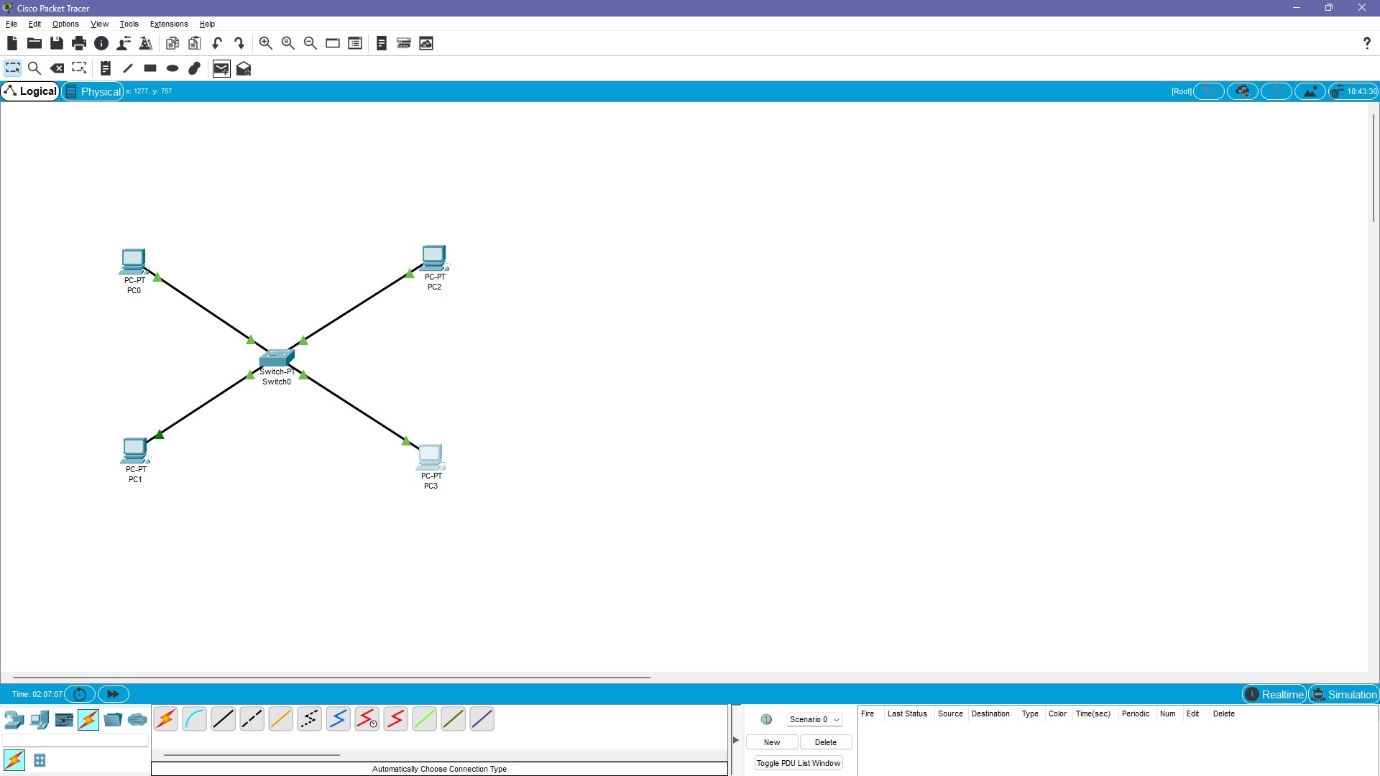 Cisco Packet Tracer
File Edit Options View Tools Extensions Help
?
Logical Physical x: 1277, y: 757 [Root] 10:43:30
PC-PT
PC0
PC-PT
PC2
Switch-PT
Switch0
PC-PT
PC1
PC-PT
PC3
Time: 02:07:07 Realtime Simulation
Scenario 0
New Delete
Toggle PDU List Window
Fire Last Status Source Destination Type Color Time(sec) Periodic Num Edit Delete
Automatically Choose Connection Type